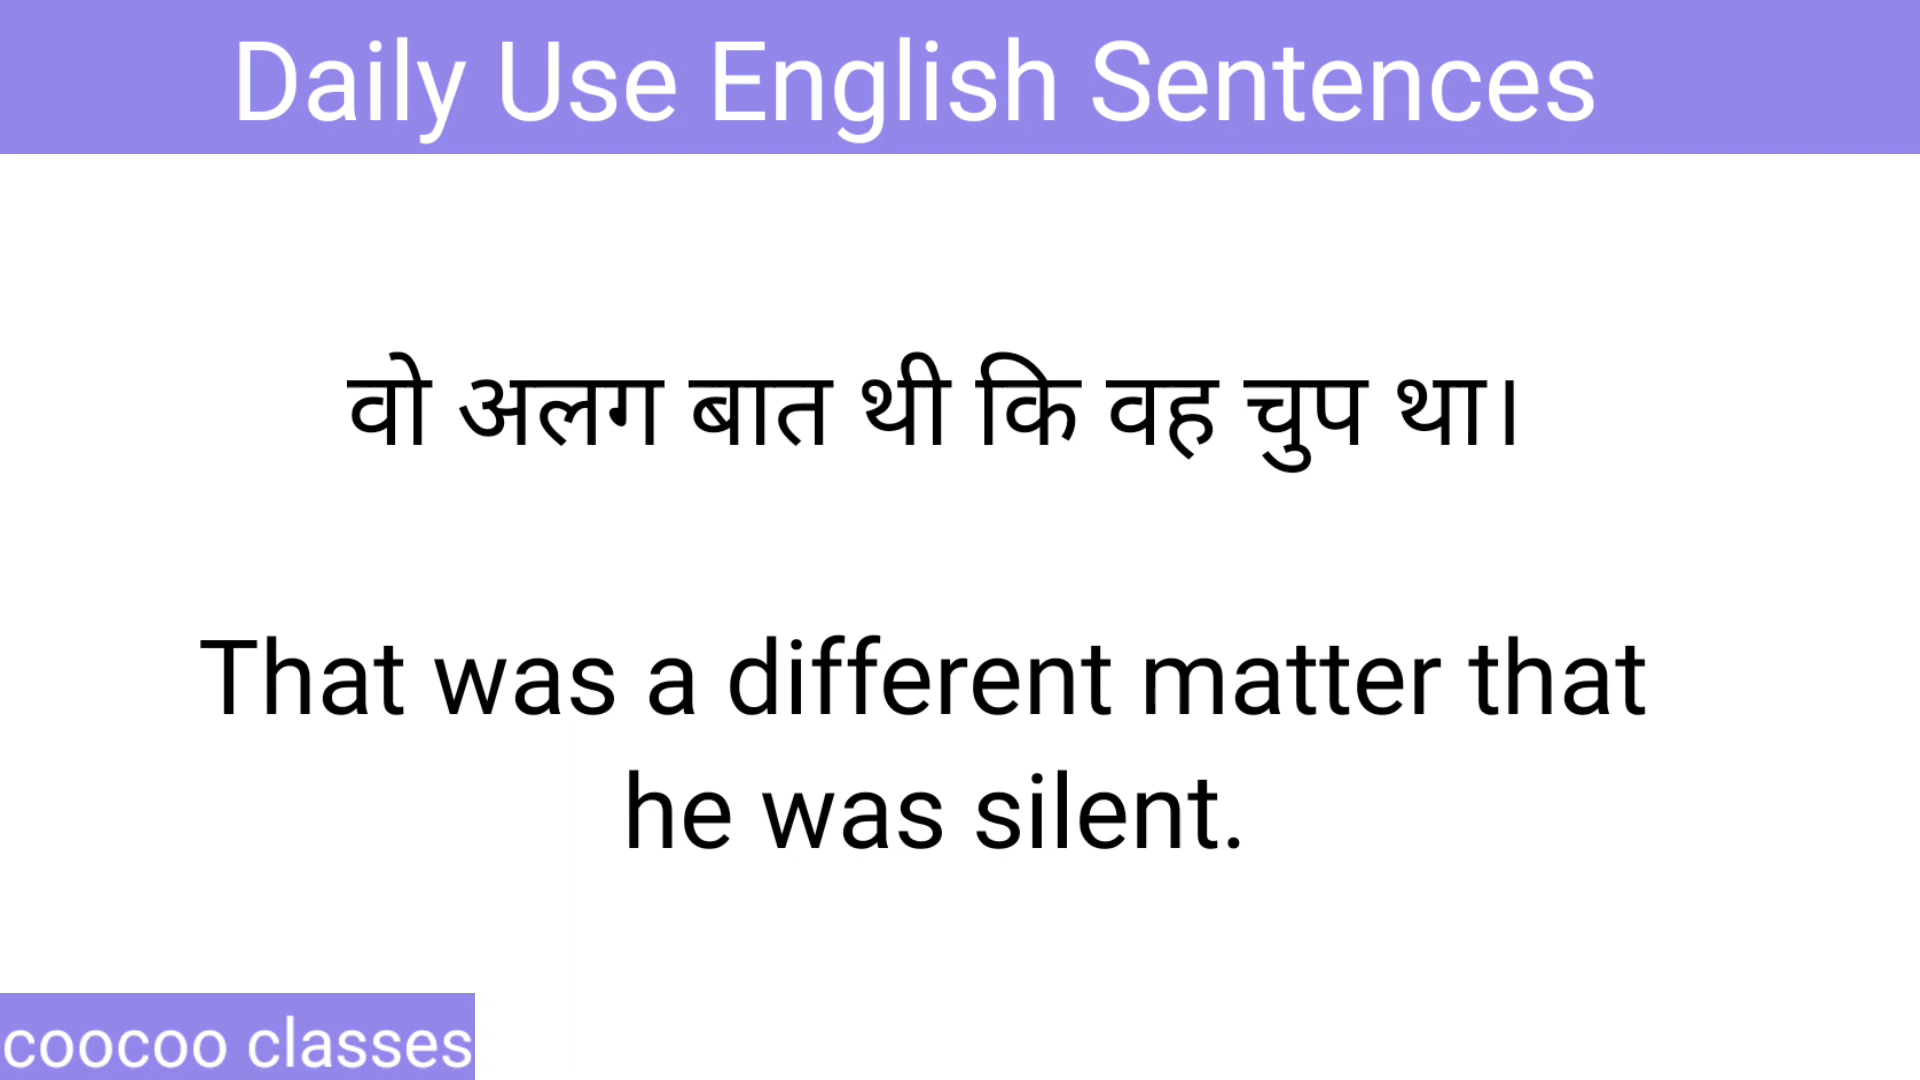 Daily Use English Sentences
वो अलग बात थी कि वह चुप था।
That was a different matter that
he was silent.
coocoo classes